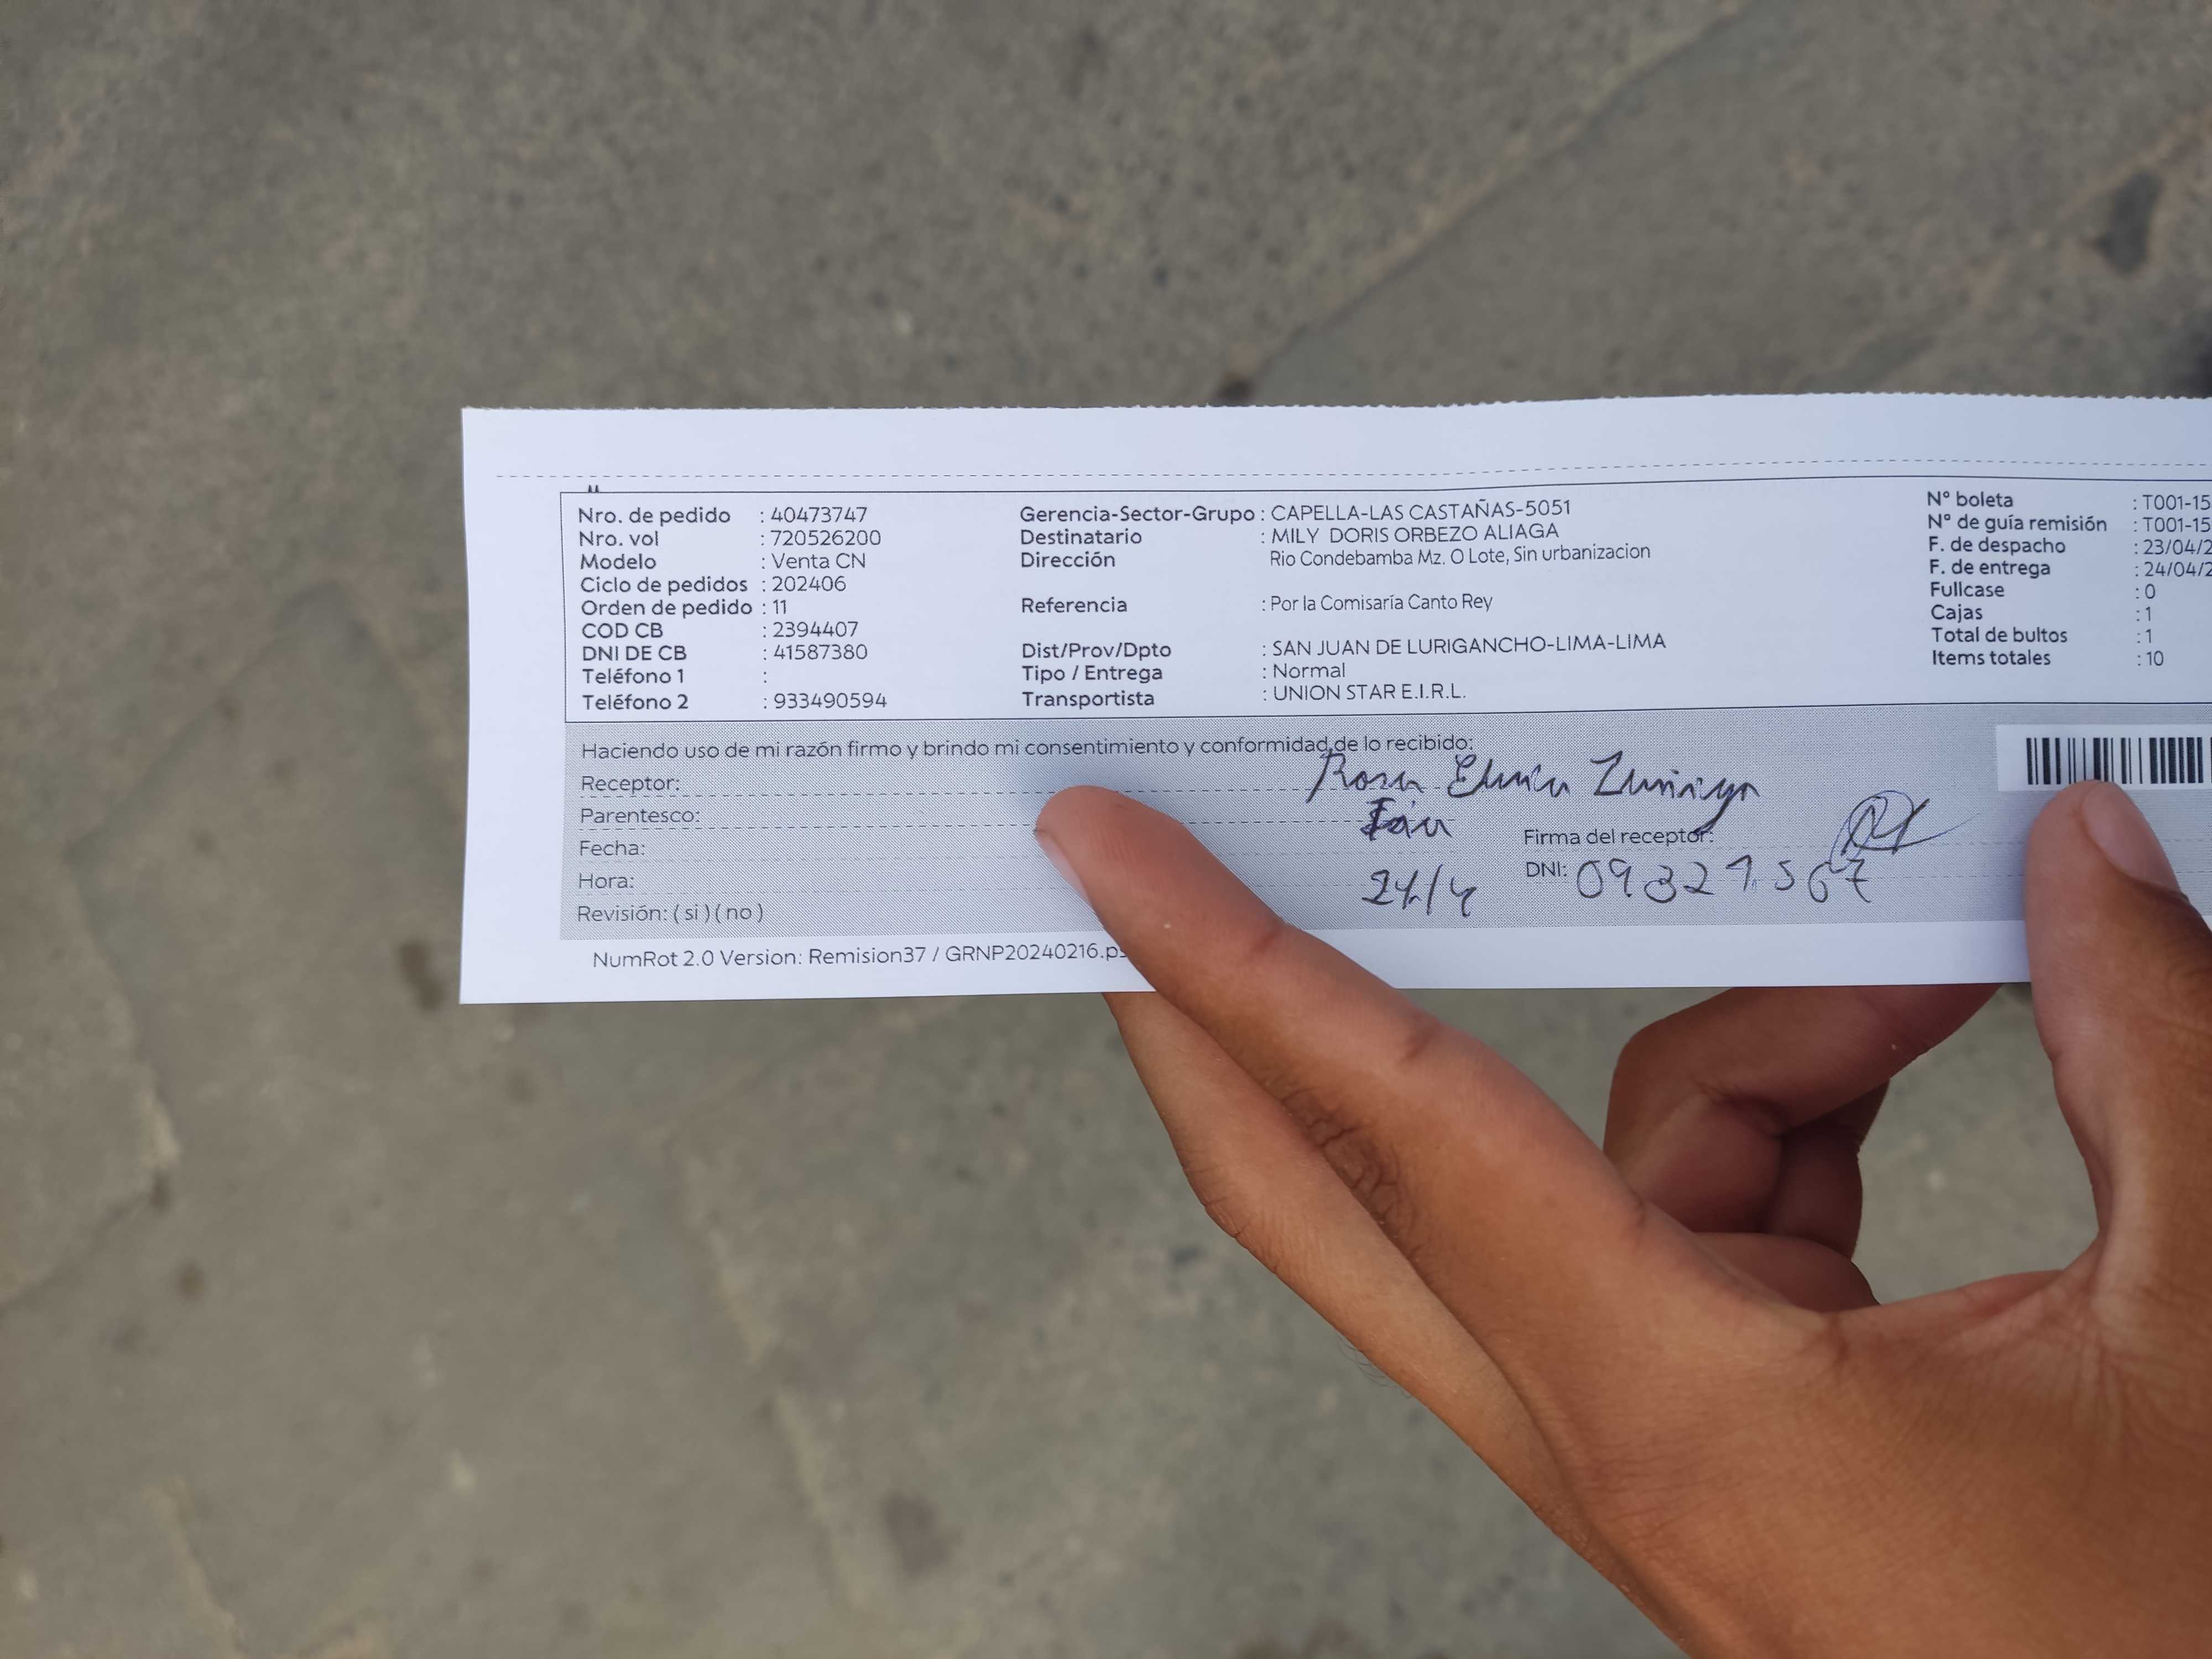 Nro. de pedido : 40473747
Nro. vol : 720526200
Modelo : Venta CN
Ciclo de pedidos : 202406
Orden de pedido : 11
COD CB : 2394407
DNI DE CB : 41587380
Teléfono 1 :
Teléfono 2 : 933490594
Gerencia-Sector-Grupo : CAPELLA-LAS CASTAÑAS-5051
Destinatario : MILY DORIS ORBEZO ALIAGA
Dirección Rio Condebamba Mz. O Lote, Sin urbanizacion
Referencia : Por la Comisaría Canto Rey
Dist/Prov/Dpto : SAN JUAN DE LURIGANCHO-LIMA-LIMA
Tipo / Entrega : Normal
Transportista : UNION STAR E.I.R.L.
N° boleta : T001-15
N° de guía remisión : T001-15
F. de despacho : 23/04/2
F. de entrega : 24/04/2
Fullcase : 0
Cajas : 1
Total de bultos : 1
Items totales : 10
Haciendo uso de mi razón firmo y brindo mi consentimiento y conformidad de lo recibido:
Receptor: Rosa
Parentesco:
Fecha:
Hora: 24/4
Revisión: ( si ) ( no )
Firma del receptor:
DNI: 09321567
NumRot 2.0 Version: Remision37 / GRNP20240216.ps